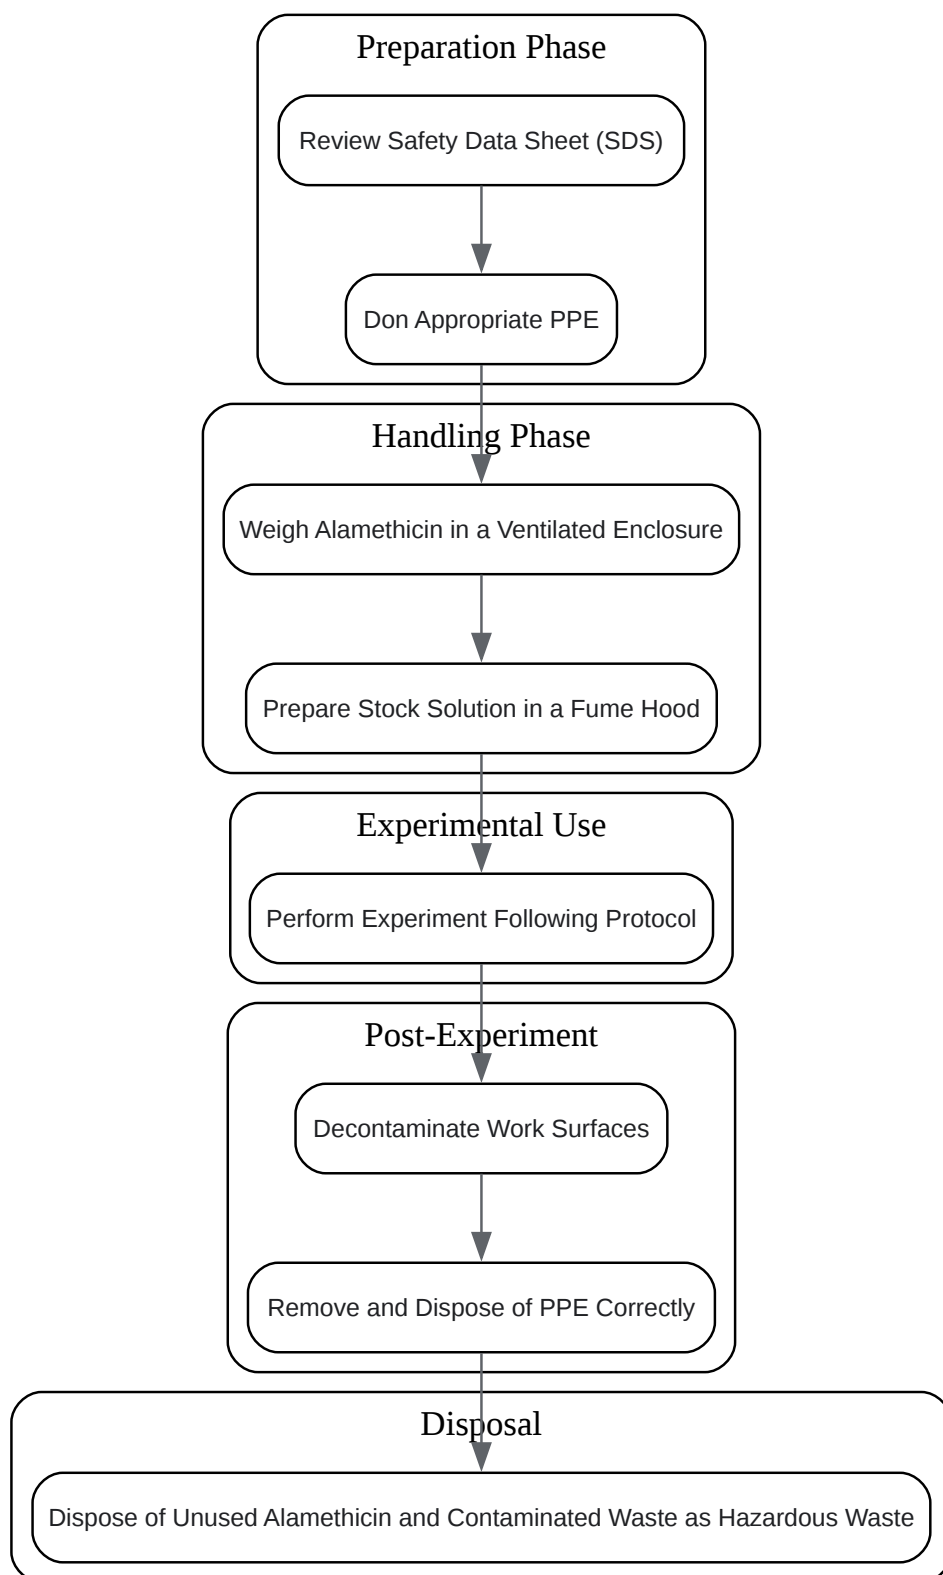 Preparation Phase
Review Safety Data Sheet (SDS)
Don Appropriate PPE
Handling Phase
Weigh Alamethicin in a Ventilated Enclosure
Prepare Stock Solution in a Fume Hood
Experimental Use
Perform Experiment Following Protocol
Post-Experiment
Decontaminate Work Surfaces
Remove and Dispose of PPE Correctly
Disposal
Dispose of Unused Alamethicin and Contaminated Waste as Hazardous Waste